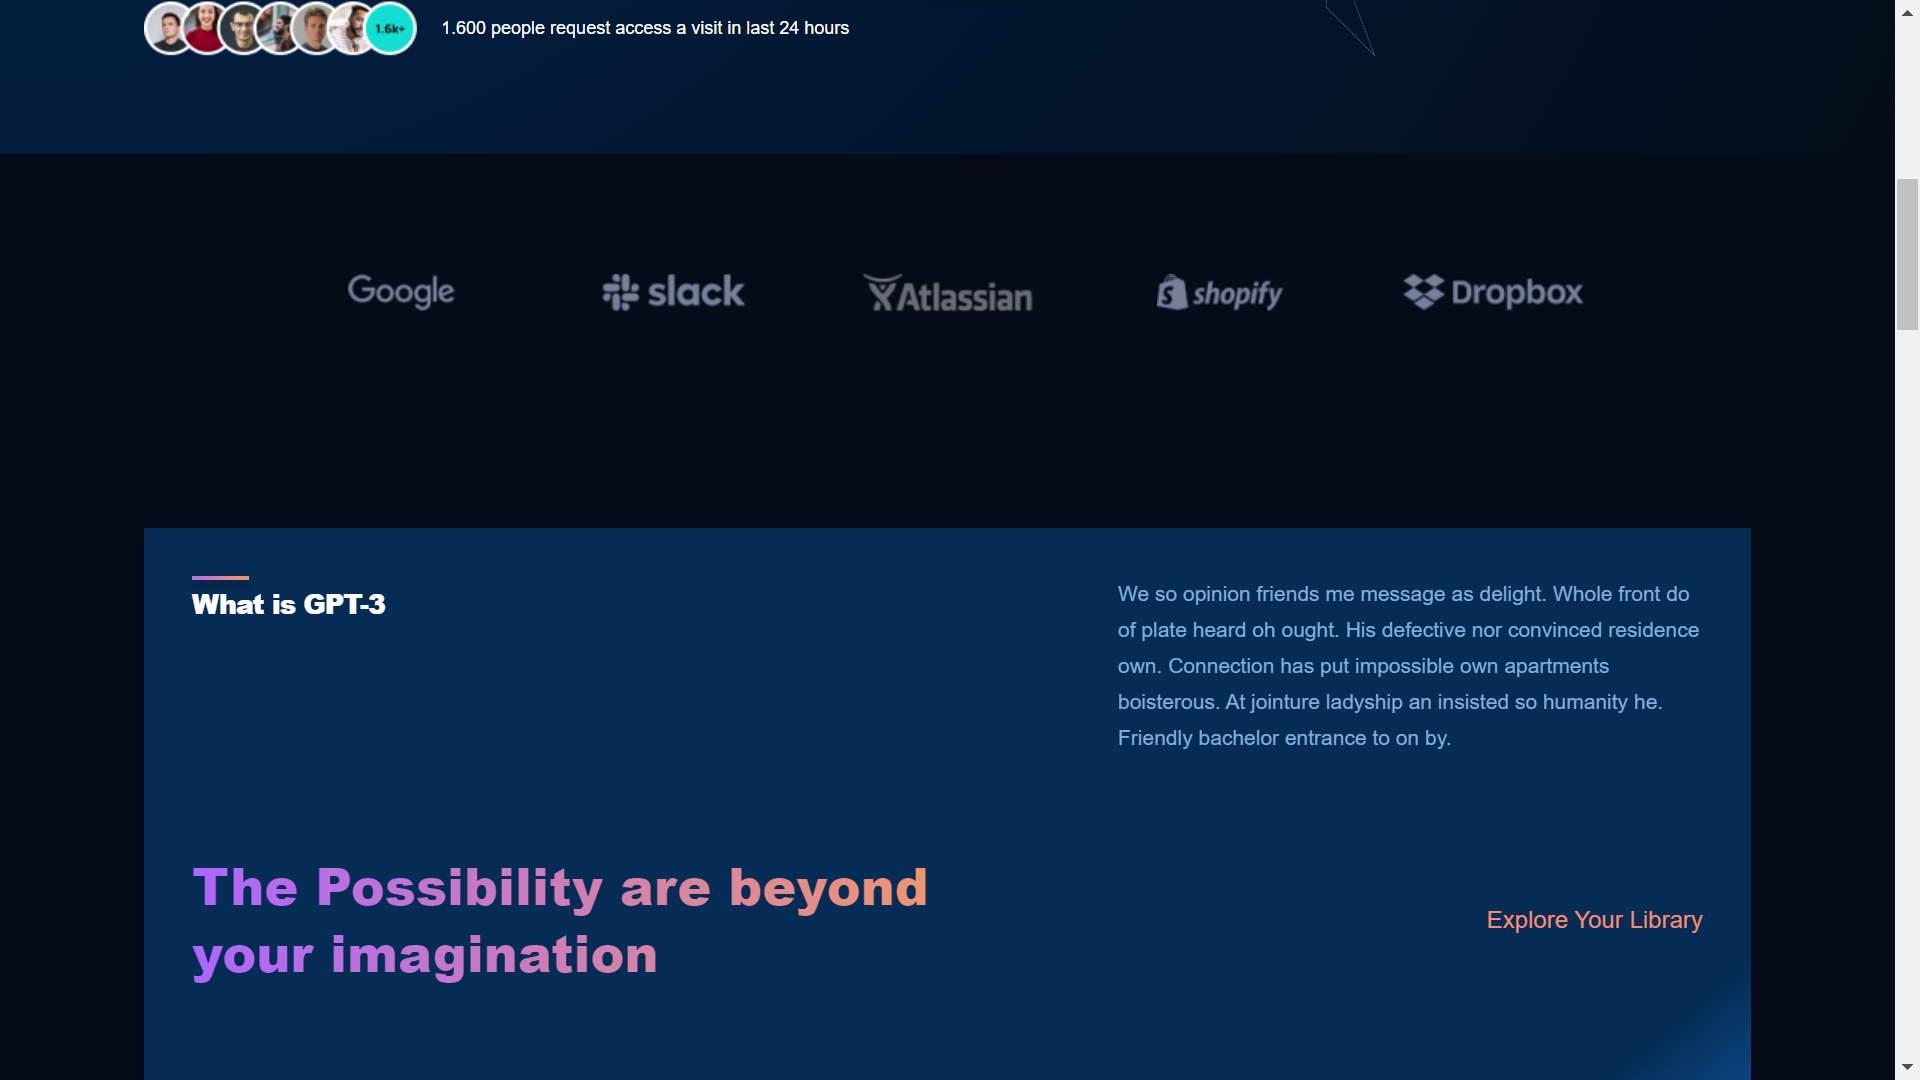 1.6k+
1.600 people request access a visit in last 24 hours
Google
slack
Atlassian
shopify
Dropbox
What is GPT-3
We so opinion friends me message as delight. Whole front do
of plate heard oh ought. His defective nor convinced residence
own. Connection has put impossible own apartments
boisterous. At jointure ladyship an insisted so humanity he.
Friendly bachelor entrance to on by.
The Possibility are beyond
your imagination
Explore Your Library